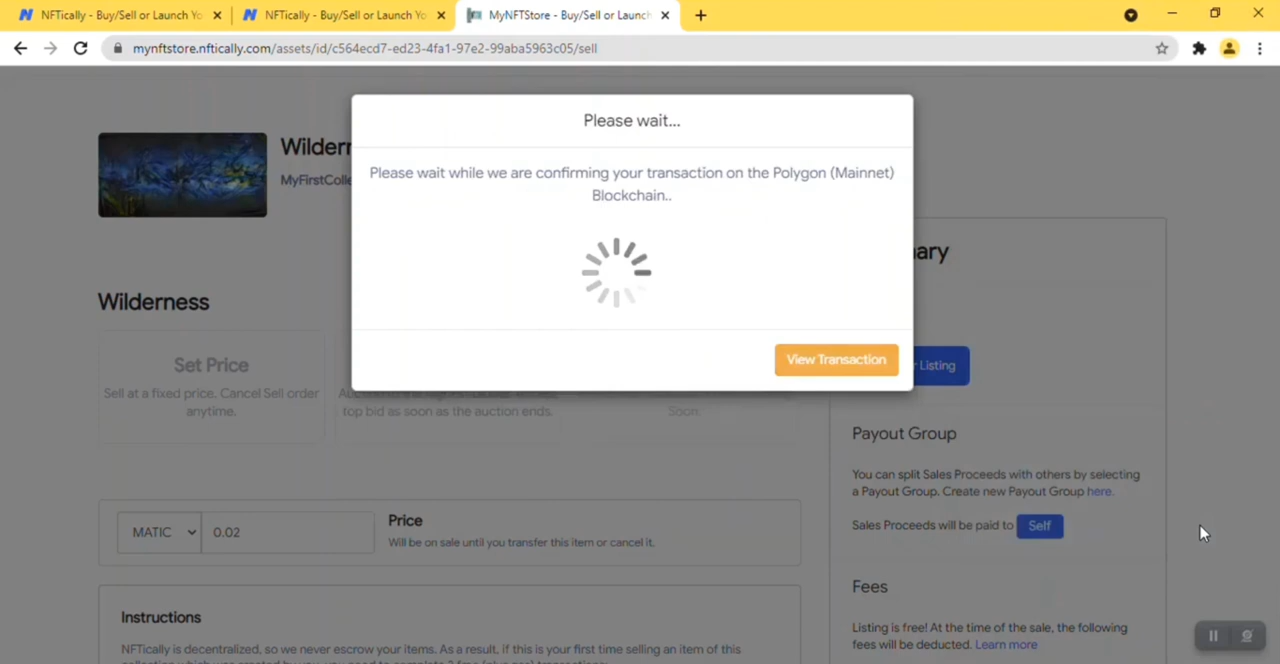 NFTically - Buy/Sell or Launch Yo
NFTically - Buy/Sell or Launch Yo
MyNFTStore - Buy/Sell or Launch
mynftstore.nftically.com/assets/id/c564ecd7-ed23-4fa1-97e2-99aba5963c05/sell
Please wait...
Please wait while we are confirming your transaction on the Polygon (Mainnet)
Blockchain..
View Transaction
Wildern
MyFirstColle
Wilderness
Set Price
Sell at a fixed price. Cancel Sell order
anytime.
top bid as soon as the auction ends.
Soon.
MATIC
0.02
Price
Will be on sale until you transfer this item or cancel it.
Instructions
NFTically is decentralized, so we never escrow your items. As a result, if this is your first time selling an item of this
ary
r Listing
Payout Group
You can split Sales Proceeds with others by selecting
a Payout Group. Create new Payout Group here.
Sales Proceeds will be paid to Self
Fees
Listing is free! At the time of the sale, the following
fees will be deducted. Learn more